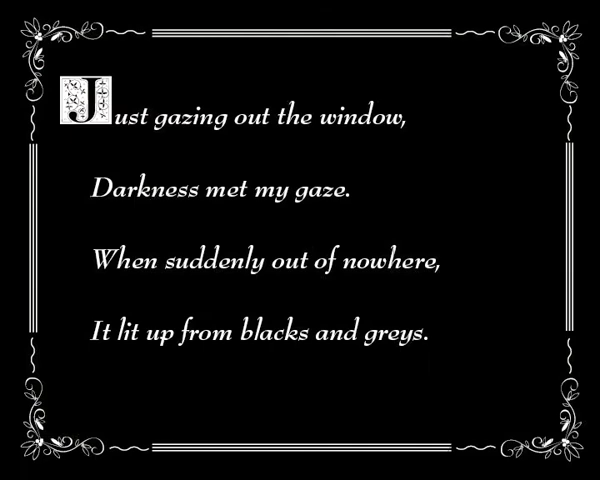 Just gazing out the window,
Darkness met my gaze.
When suddenly out of nowhere,
It lit up from blacks and greys.